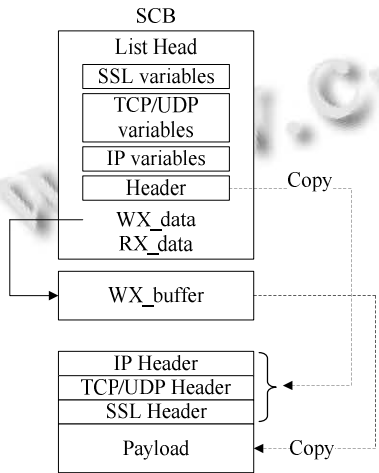 SCB
List Head
SSL variables
TCP/UDP
variables
IP variables
Header
Copy
WX_data
RX_data
WX_buffer
IP Header
TCP/UDP Header
SSL Header
Payload
Copy